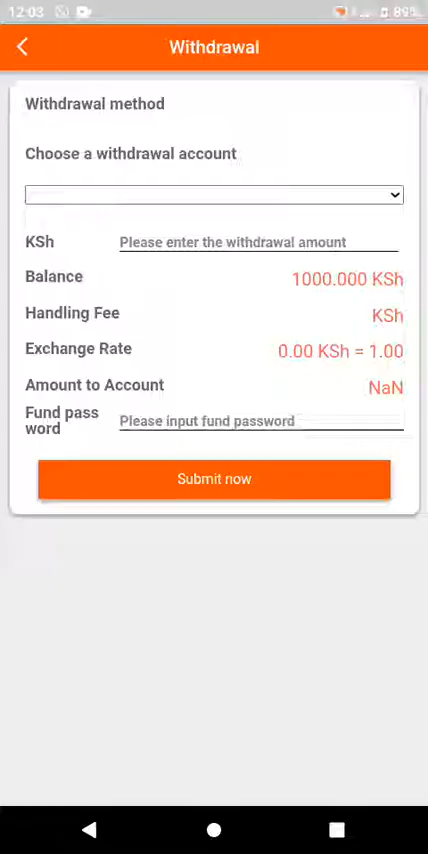 12:03 89%
Withdrawal
Withdrawal method
Choose a withdrawal account
KSh Please enter the withdrawal amount
Balance 1000.000 KSh
Handling Fee KSh
Exchange Rate 0.00 KSh = 1.00
Amount to Account NaN
Fund pass
word Please input fund password
Submit now